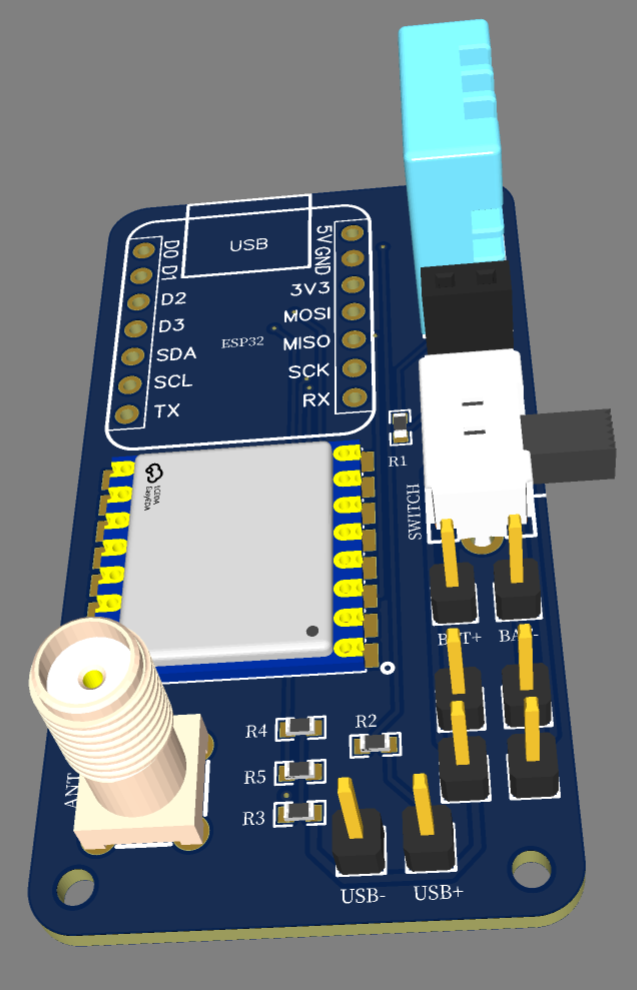 USB
D0
D1
D2
D3
SDA
SCL
TX
5V
GND
3V3
MOSI
MISO
SCK
RX
ESP32
R1
SWITCH
EasyEDA
BAT+
BAT-
R4
R2
R5
R3
ANT
USB-
USB+